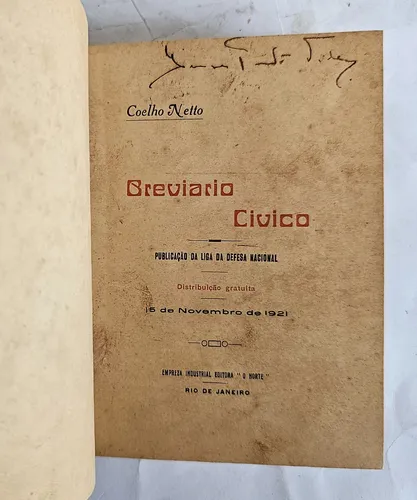 Coelho Netto
Breviario
Civico
PUBLICAÇÃO DA LIGA DA DEFESA NACIONAL
Distribuição gratuita
15 de Novembro de 1921
EMPREZA INDUSTRIAL EDITORA "O NORTE"
RIO DE JANEIRO